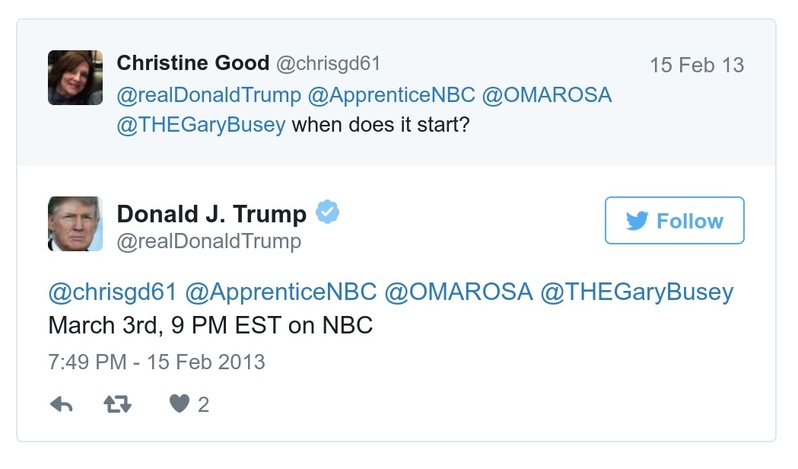 Christine Good @chrisgd61 15 Feb 13
@realDonaldTrump @ApprenticeNBC @OMAROSA
@THEGaryBusey when does it start?
Donald J. Trump
@realDonaldTrump
Follow
@chrisgd61 @ApprenticeNBC @OMAROSA @THEGaryBusey
March 3rd, 9 PM EST on NBC
7:49 PM - 15 Feb 2013
2